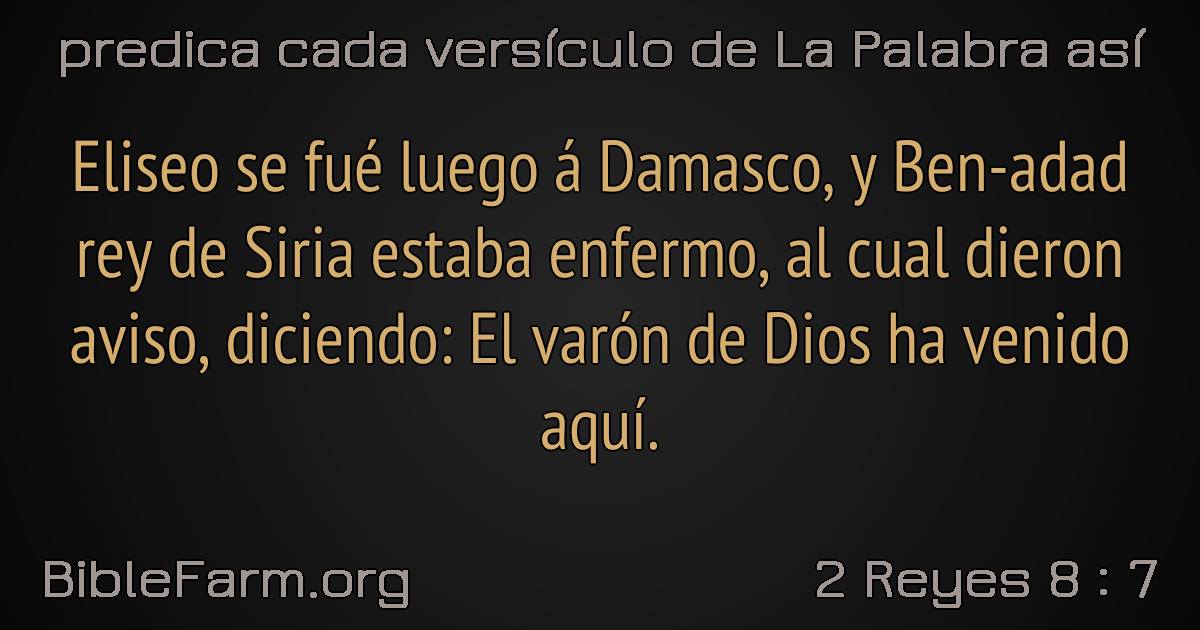 predica cada versículo de La Palabra así
Eliseo se fué luego á Damasco, y Ben-adad
rey de Siria estaba enfermo, al cual dieron
aviso, diciendo: El varón de Dios ha venido
aquí.
BibleFarm.org
2 Reyes 8 : 7